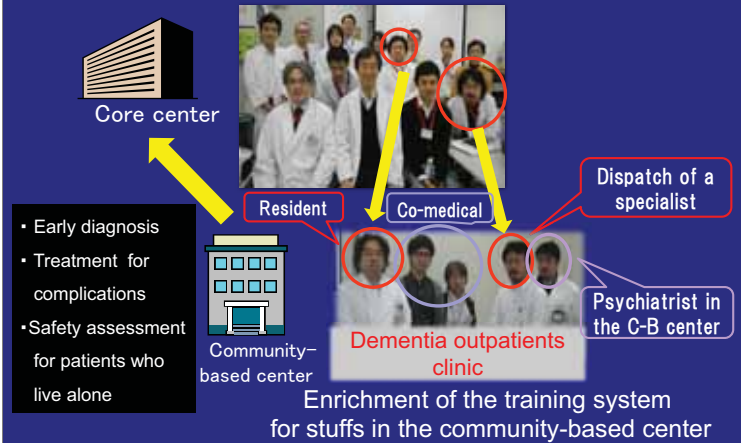 Core center
Resident
Co-medical
Dispatch of a
specialist
・Early diagnosis
・Treatment for
complications
・Safety assessment
for patients who
live alone
Community-
based center
Dementia outpatients
clinic
Psychiatrist in
the C-B center
Enrichment of the training system
for stuffs in the community-based center